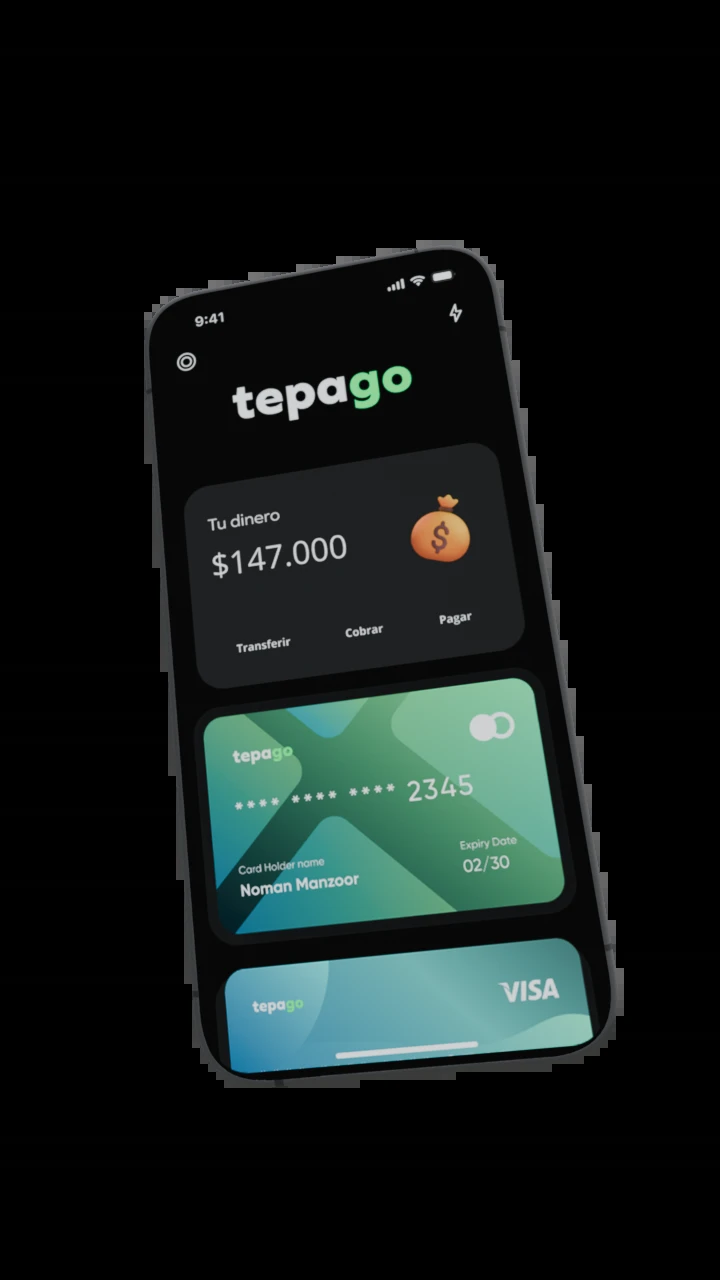 9:41
tepago
Tu dinero
$147.000
Transferir Cobrar Pagar
tepago
**** **** **** 2345
Card Holder name Expiry Date
Noman Manzoor 02/30
tepago VISA